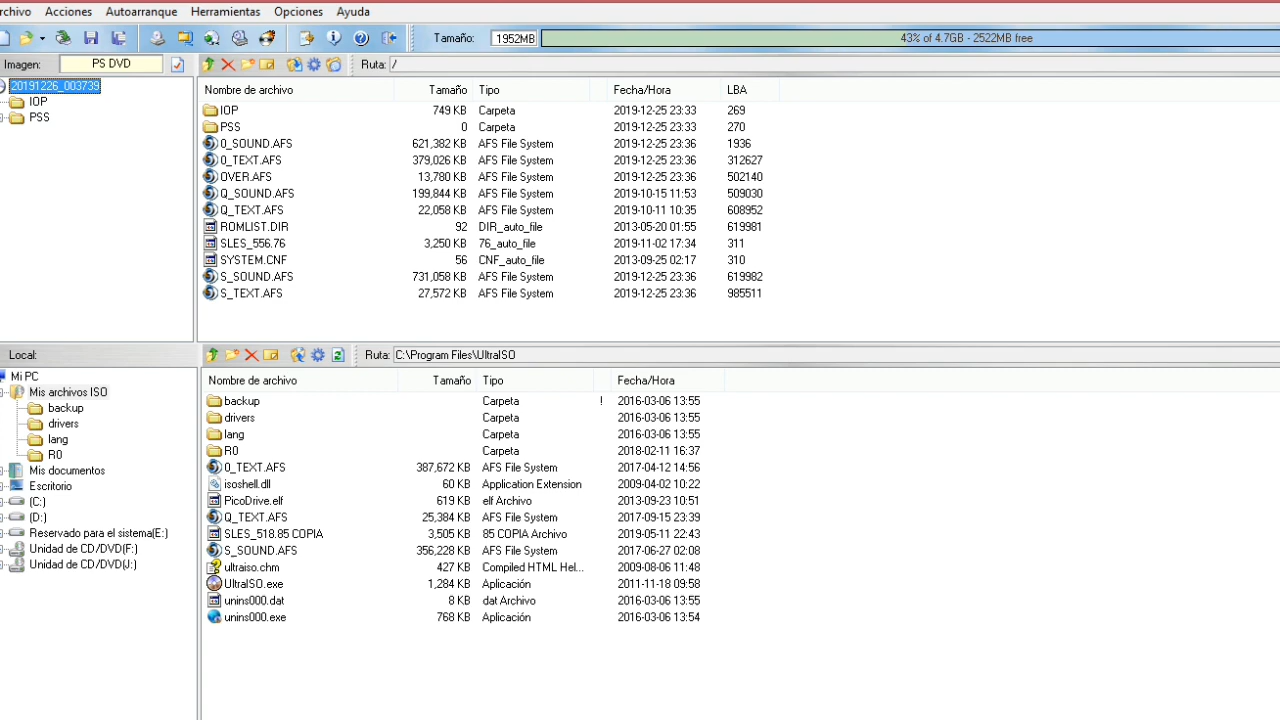 rchivo Acciones Autoarranque Herramientas Opciones Ayuda
Tamaño: 1952MB 43% of 4.7GB - 2522MB free
Imagen: PS DVD Ruta: /
20191226_003739
IOP
PSS
Nombre de archivo Tamaño Tipo Fecha/Hora LBA
IOP 749 KB Carpeta 2019-12-25 23:33 269
PSS 0 Carpeta 2019-12-25 23:33 270
0_SOUND.AFS 621,382 KB AFS File System 2019-12-25 23:36 1936
0_TEXT.AFS 379,026 KB AFS File System 2019-12-25 23:36 312627
OVER.AFS 13,780 KB AFS File System 2019-12-25 23:36 502140
Q_SOUND.AFS 199,844 KB AFS File System 2019-10-15 11:53 509030
Q_TEXT.AFS 22,058 KB AFS File System 2019-10-11 10:35 608952
ROMLIST.DIR 92 DIR_auto_file 2013-05-20 01:55 619981
SLES_556.76 3,250 KB 76_auto_file 2019-11-02 17:34 311
SYSTEM.CNF 56 CNF_auto_file 2013-09-25 02:17 310
S_SOUND.AFS 731,058 KB AFS File System 2019-12-25 23:36 619982
S_TEXT.AFS 27,572 KB AFS File System 2019-12-25 23:36 985511
Local: Ruta: C:\Program Files\UltraISO
Mi PC
Mis archivos ISO
backup
drivers
lang
R0
Mis documentos
Escritorio
(C:)
(D:)
Reservado para el sistema(E:)
Unidad de CD/DVD(F:)
Unidad de CD/DVD(J:)
Nombre de archivo Tamaño Tipo Fecha/Hora
backup Carpeta ! 2016-03-06 13:55
drivers Carpeta 2016-03-06 13:55
lang Carpeta 2016-03-06 13:55
R0 Carpeta 2018-02-11 16:37
0_TEXT.AFS 387,672 KB AFS File System 2017-04-12 14:56
isoshell.dll 60 KB Application Extension 2009-04-02 10:22
PicoDrive.elf 619 KB elf Archivo 2013-09-23 10:51
Q_TEXT.AFS 25,384 KB AFS File System 2017-09-15 23:39
SLES_518.85 COPIA 3,505 KB 85 COPIA Archivo 2019-05-11 22:43
S_SOUND.AFS 356,228 KB AFS File System 2017-06-27 02:08
ultraiso.chm 427 KB Compiled HTML Hel... 2009-08-06 11:48
UltraISO.exe 1,284 KB Aplicación 2011-11-18 09:58
unins000.dat 8 KB dat Archivo 2016-03-06 13:55
unins000.exe 768 KB Aplicación 2016-03-06 13:54